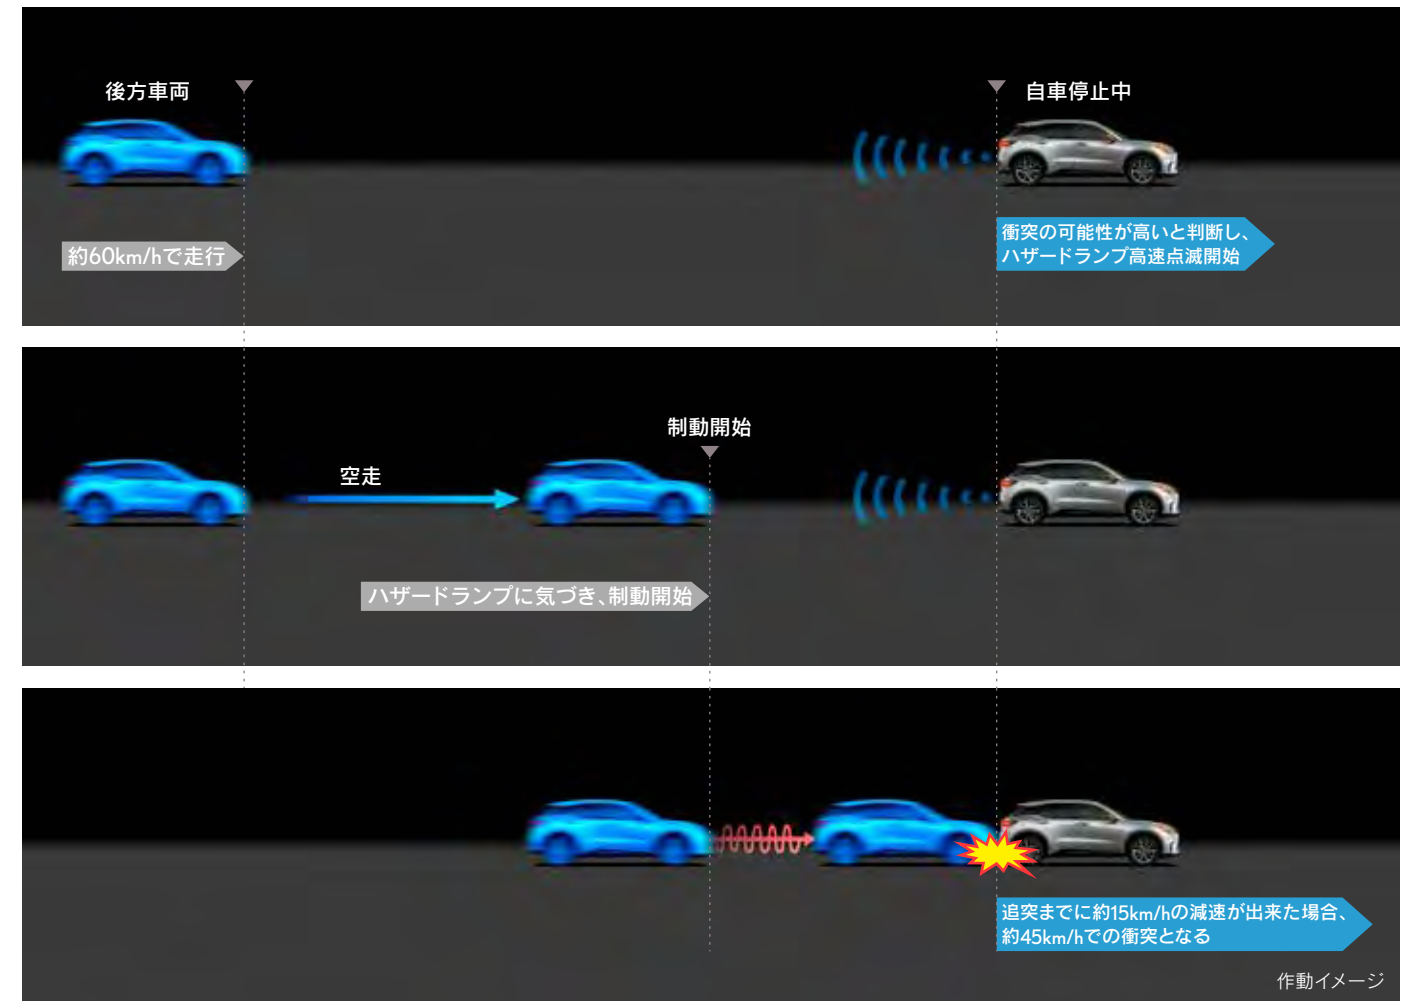 後方車両
自車停止中
約60km/hで走行
衝突の可能性が高いと判断し、
ハザードランプ高速点滅開始
制動開始
空走
ハザードランプに気づき、制動開始
追突までに約15km/hの減速が出来た場合、
約45km/hでの衝突となる
作動イメージ